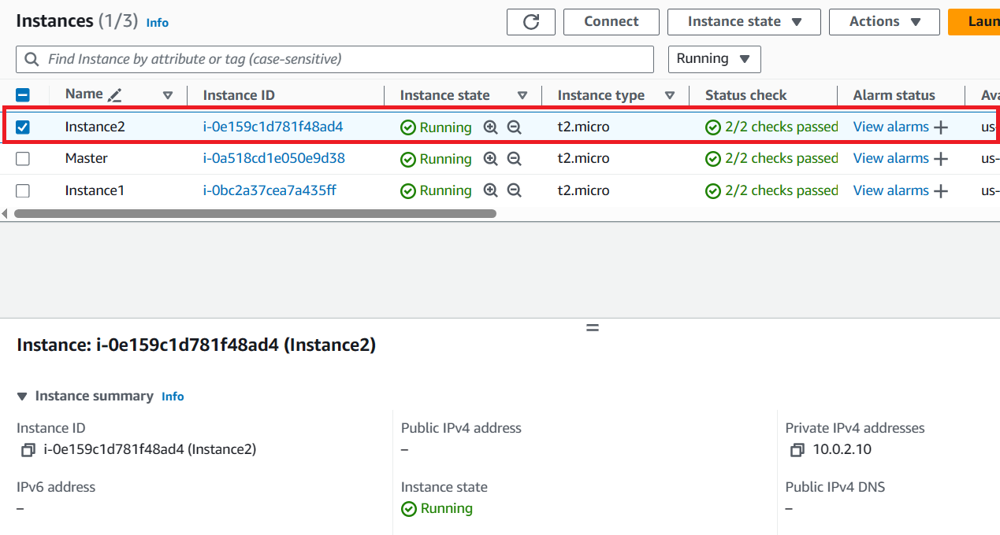 Instances (1/3) Info
Connect
Instance state
Actions
Laun
Find Instance by attribute or tag (case-sensitive)
Running
Name Instance ID Instance state Instance type Status check Alarm status Ava
Instance2 i-0e159c1d781f48ad4 Running t2.micro 2/2 checks passed View alarms us-
Master i-0a518cd1e050e9d38 Running t2.micro 2/2 checks passed View alarms us-
Instance1 i-0bc2a37cea7a435ff Running t2.micro 2/2 checks passed View alarms us-
Instance: i-0e159c1d781f48ad4 (Instance2)
Instance summary Info
Instance ID Public IPv4 address Private IPv4 addresses
i-0e159c1d781f48ad4 (Instance2) – 10.0.2.10
IPv6 address Instance state Public IPv4 DNS
– Running –